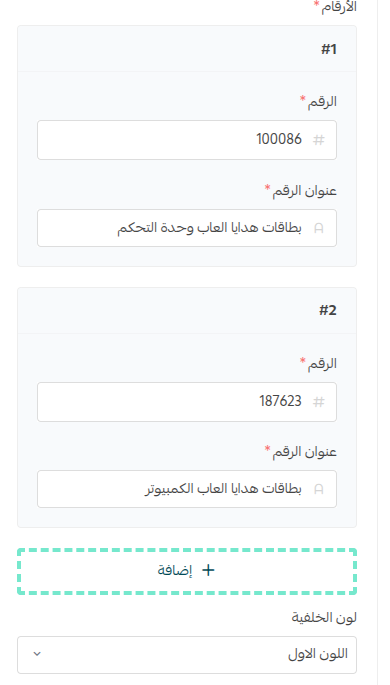 الأرقام *
#1
الرقم *
100086
عنوان الرقم *
بطاقات هدايا العاب وحدة التحكم
#2
الرقم *
187623
عنوان الرقم *
بطاقات هدايا العاب الكمبيوتر
+ إضافة
لون الخلفية
اللون الاول